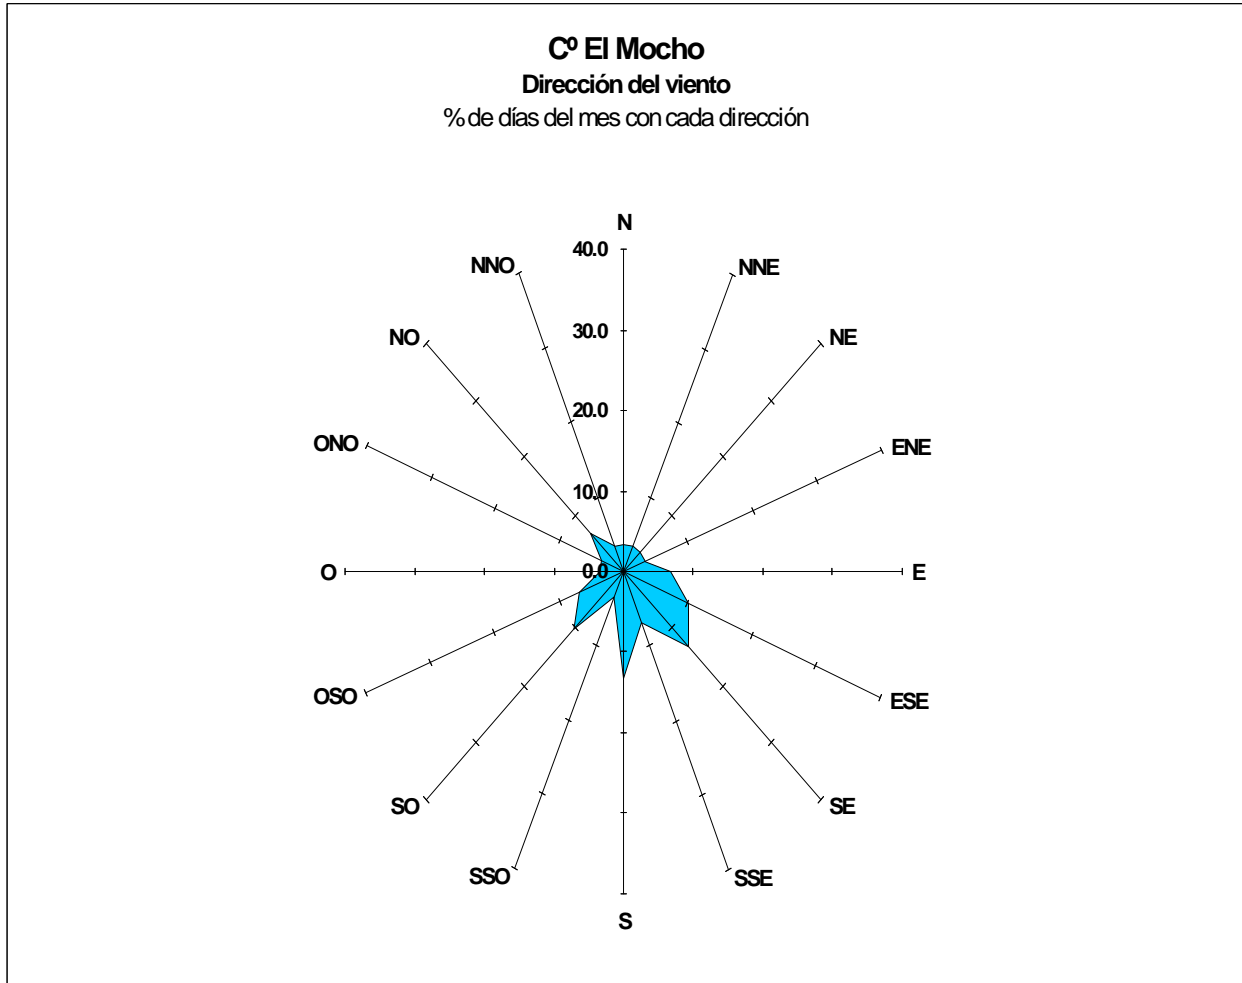 Cº El Mocho
Dirección del viento
% de días del mes con cada dirección
N
40.0
NNO
NNE
30.0
NO
NE
20.0
ONO
ENE
10.0
O
0.0
E
OSO
ESE
SO
SE
SSO
SSE
S